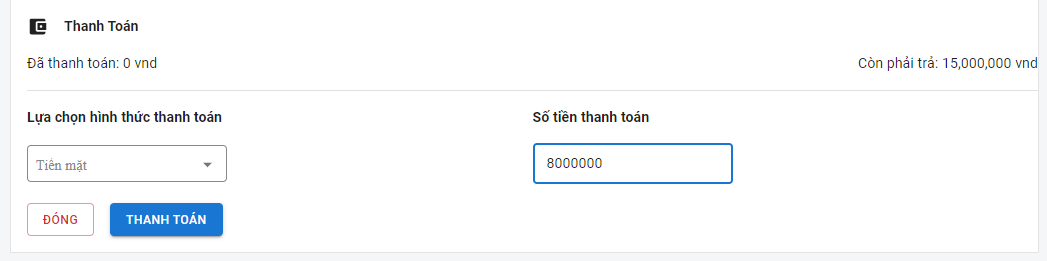 Thanh Toán
Đã thanh toán: 0 vnd
Còn phải trả: 15,000,000 vnd
Lựa chọn hình thức thanh toán
Số tiền thanh toán
Tiền mặt
8000000
ĐÓNG
THANH TOÁN